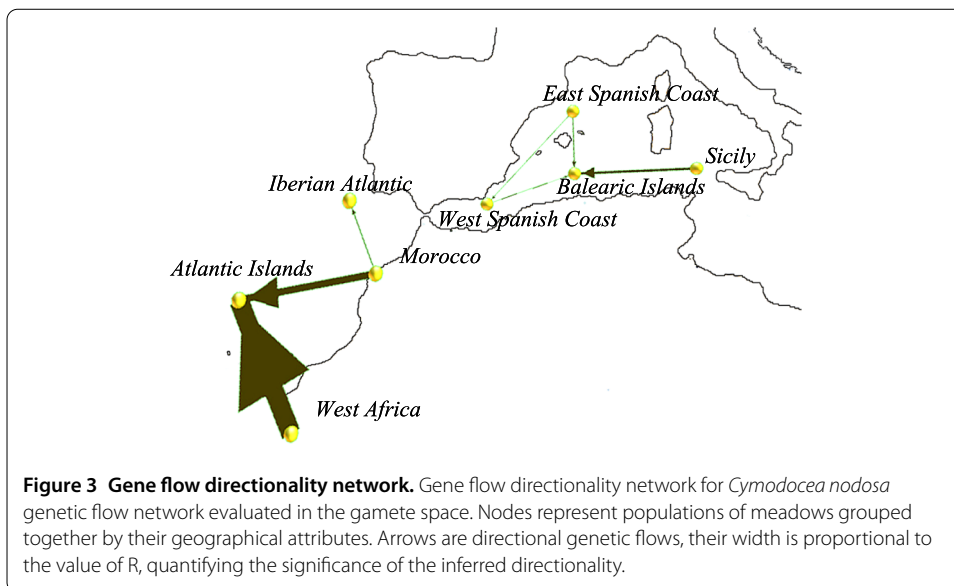 East Spanish Coast
Sicily
Iberian Atlantic
Balearic Islands
West Spanish Coast
Morocco
Atlantic Islands
West Africa
Figure 3 Gene flow directionality network. Gene flow directionality network for Cymodocea nodosa
genetic flow network evaluated in the gamete space. Nodes represent populations of meadows grouped
together by their geographical attributes. Arrows are directional genetic flows, their width is proportional to
the value of R, quantifying the significance of the inferred directionality.